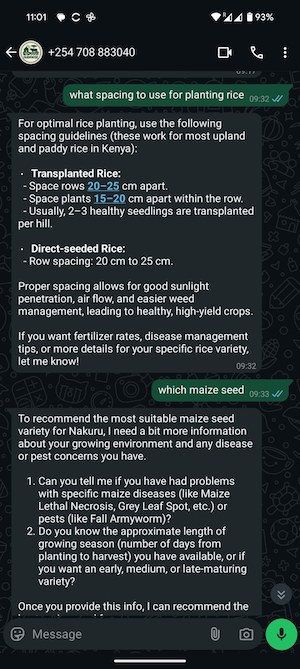 11:01
93%
+254 708 883040
what spacing to use for planting rice 09:32
For optimal rice planting, use the following
spacing guidelines (these work for most upland
and paddy rice in Kenya):
· Transplanted Rice:
- Space rows 20–25 cm apart.
- Space plants 15–20 cm apart within the row.
- Usually, 2–3 healthy seedlings are transplanted
per hill.
· Direct-seeded Rice:
- Row spacing: 20 cm to 25 cm.
Proper spacing allows for good sunlight
penetration, air flow, and easier weed
management, leading to healthy, high-yield crops.
If you want fertilizer rates, disease management
tips, or more details for your specific rice variety,
let me know!
09:32
which maize seed 09:33
To recommend the most suitable maize seed
variety for Nakuru, I need a bit more information
about your growing environment and any disease
or pest concerns you have.
1. Can you tell me if you have had problems
with specific maize diseases (like Maize
Lethal Necrosis, Grey Leaf Spot, etc.) or
pests (like Fall Armyworm)?
2. Do you know the approximate length of
growing season (number of days from
planting to harvest) you have available, or if
you want an early, medium, or late-maturing
variety?
Once you provide this info, I can recommend the
Message